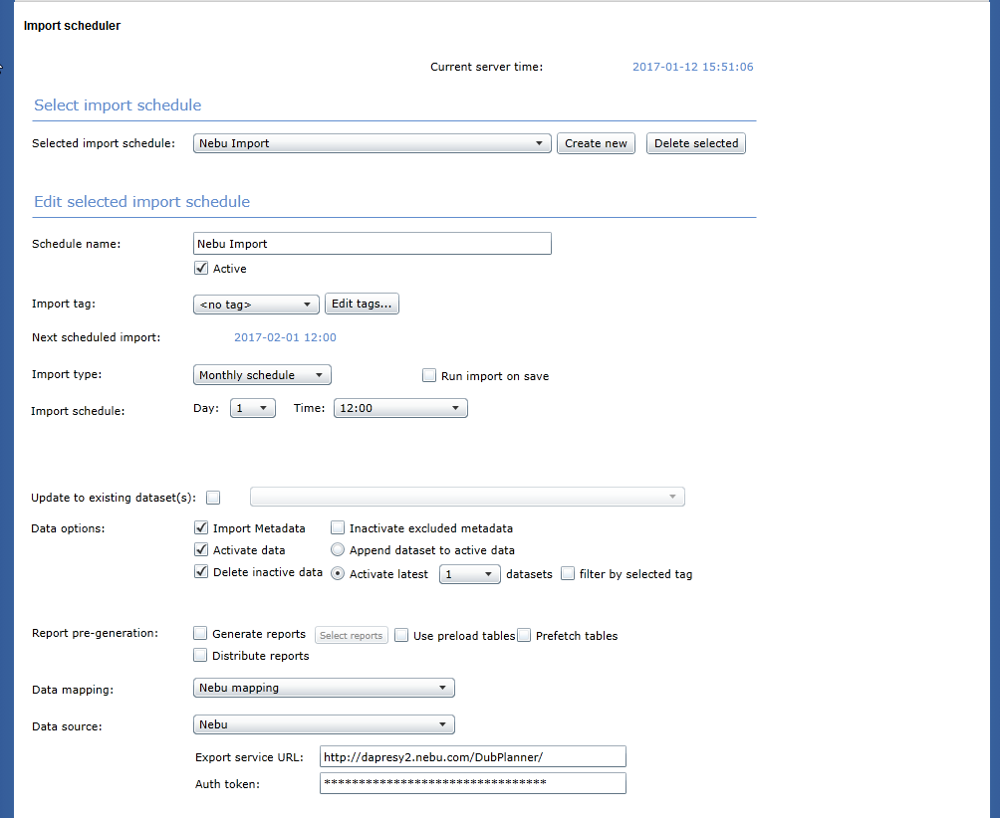 Import scheduler
Current server time: 2017-01-12 15:51:06
Select import schedule
Selected import schedule: Nebu Import Create new Delete selected
Edit selected import schedule
Schedule name: Nebu Import
Active
Import tag: <no tag> Edit tags...
Next scheduled import: 2017-02-01 12:00
Import type: Monthly schedule Run import on save
Import schedule: Day: 1 Time: 12:00
Update to existing dataset(s):
Data options: Import Metadata Inactivate excluded metadata
Activate data Append dataset to active data
Delete inactive data Activate latest 1 datasets filter by selected tag
Report pre-generation: Generate reports Select reports Use preload tables Prefetch tables
Distribute reports
Data mapping: Nebu mapping
Data source: Nebu
Export service URL: http://dapresy2.nebu.com/DubPlanner/
Auth token: ********************************